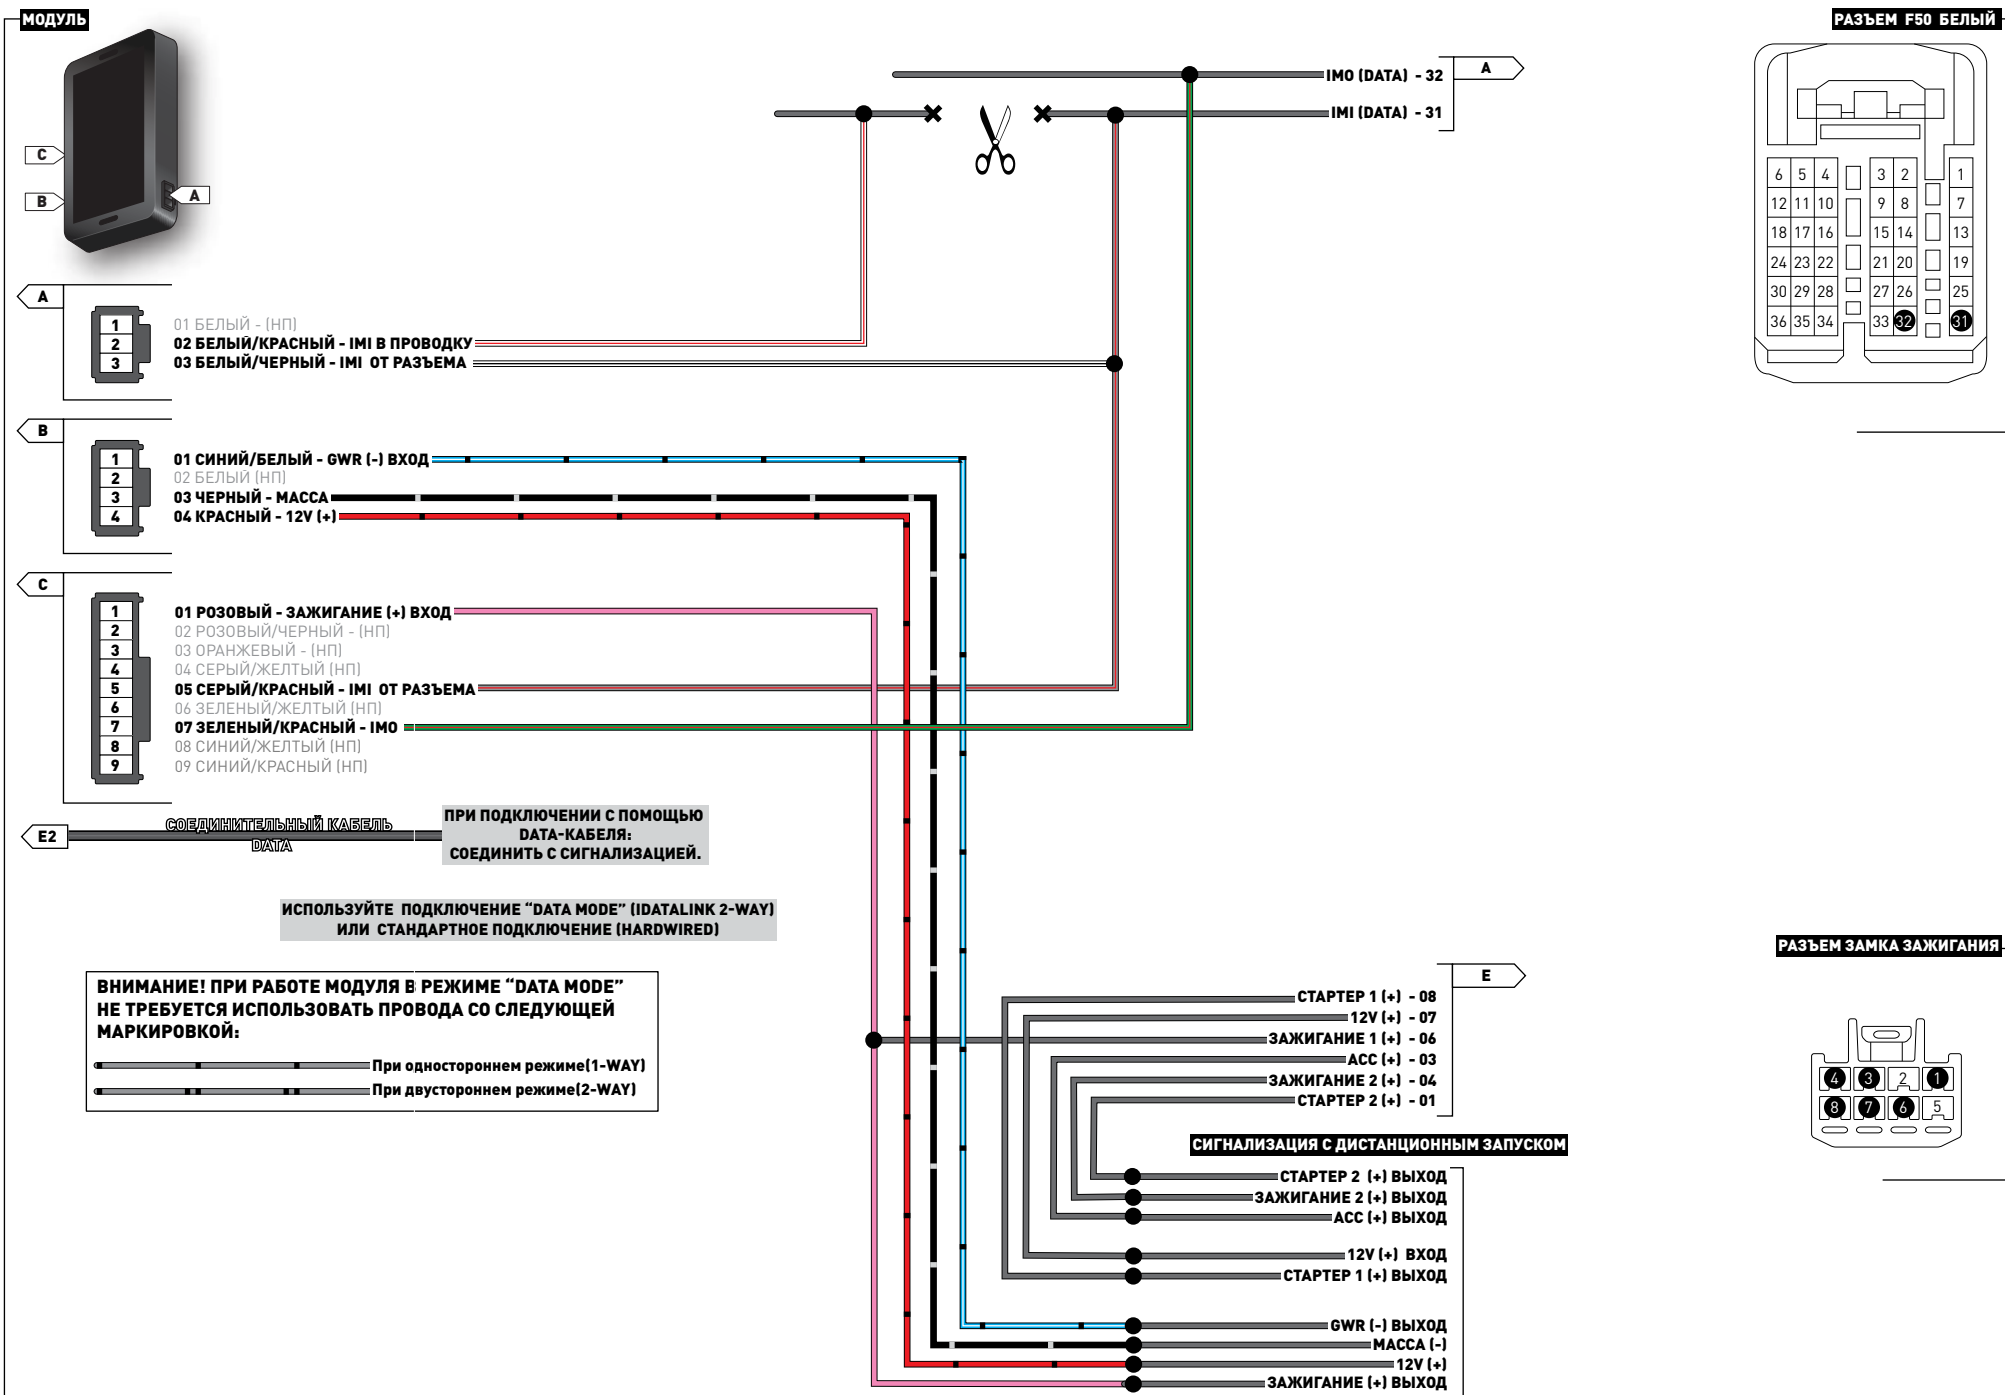 МОДУЛЬ
РАЗЪЕМ F50 БЕЛЫЙ
IMO (DATA) - 32
A
IMI (DATA) - 31
C
B
A
6 5 4 3 2 1
12 11 10 9 8 7
18 17 16 15 14 13
24 23 22 21 20 19
30 29 28 27 26 25
36 35 34 33 32 31
A
1 01 БЕЛЫЙ - (НП)
2 02 БЕЛЫЙ/КРАСНЫЙ - IMI В ПРОВОДКУ
3 03 БЕЛЫЙ/ЧЕРНЫЙ - IMI ОТ РАЗЪЕМА
B
1 01 СИНИЙ/БЕЛЫЙ - GWR (-) ВХОД
2 02 БЕЛЫЙ (НП)
3 03 ЧЕРНЫЙ - МАССА
4 04 КРАСНЫЙ - 12V (+)
C
1 01 РОЗОВЫЙ - ЗАЖИГАНИЕ (+) ВХОД
2 02 РОЗОВЫЙ/ЧЕРНЫЙ - (НП)
3 03 ОРАНЖЕВЫЙ - (НП)
4 04 СЕРЫЙ/ЖЕЛТЫЙ (НП)
5 05 СЕРЫЙ/КРАСНЫЙ - IMI ОТ РАЗЪЕМА
6 06 ЗЕЛЕНЫЙ/ЖЕЛТЫЙ (НП)
7 07 ЗЕЛЕНЫЙ/КРАСНЫЙ - IMO
8 08 СИНИЙ/ЖЕЛТЫЙ (НП)
9 09 СИНИЙ/КРАСНЫЙ (НП)
E2
СОЕДИНИТЕЛЬНЫЙ КАБЕЛЬ
DATA
ПРИ ПОДКЛЮЧЕНИИ С ПОМОЩЬЮ
DATA-КАБЕЛЯ:
СОЕДИНИТЬ С СИГНАЛИЗАЦИЕЙ.
ИСПОЛЬЗУЙТЕ ПОДКЛЮЧЕНИЕ “DATA MODE” (IDATALINK 2-WAY)
ИЛИ СТАНДАРТНОЕ ПОДКЛЮЧЕНИЕ (HARDWIRED)
ВНИМАНИЕ! ПРИ РАБОТЕ МОДУЛЯ В РЕЖИМЕ “DATA MODE”
НЕ ТРЕБУЕТСЯ ИСПОЛЬЗОВАТЬ ПРОВОДА СО СЛЕДУЮЩЕЙ
МАРКИРОВКОЙ:
При одностороннем режиме(1-WAY)
При двустороннем режиме(2-WAY)
РАЗЪЕМ ЗАМКА ЗАЖИГАНИЯ
4 3 2 1
8 7 6 5
E
СТАРТЕР 1 (+) - 08
12V (+) - 07
ЗАЖИГАНИЕ 1 (+) - 06
ACC (+) - 03
ЗАЖИГАНИЕ 2 (+) - 04
СТАРТЕР 2 (+) - 01
СИГНАЛИЗАЦИЯ С ДИСТАНЦИОННЫМ ЗАПУСКОМ
СТАРТЕР 2 (+) ВЫХОД
ЗАЖИГАНИЕ 2 (+) ВЫХОД
ACC (+) ВЫХОД
12V (+) ВХОД
СТАРТЕР 1 (+) ВЫХОД
GWR (-) ВЫХОД
МАССА (-)
12V (+)
ЗАЖИГАНИЕ (+) ВЫХОД